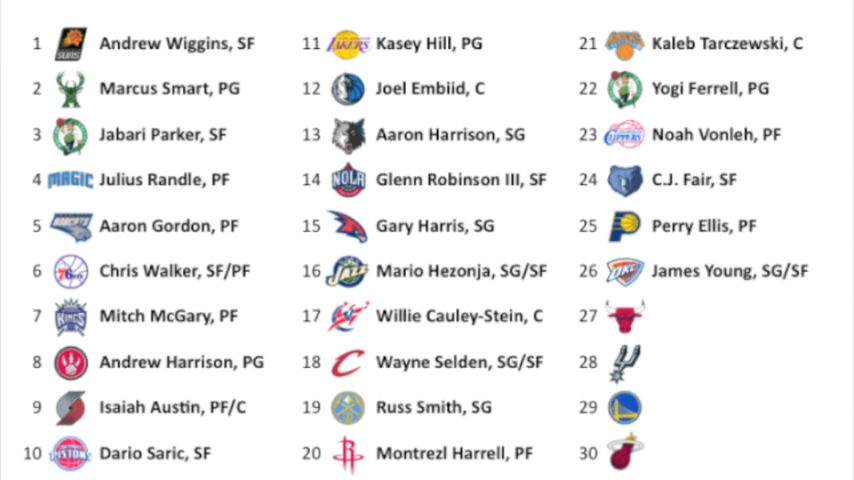 1 SUNS Andrew Wiggins, SF
2 Marcus Smart, PG
3 Jabari Parker, SF
4 MAGIC Julius Randle, PF
5 Aaron Gordon, PF
6 76ers Chris Walker, SF/PF
7 KINGS Mitch McGary, PF
8 Andrew Harrison, PG
9 Isaiah Austin, PF/C
10 PISTONS Dario Saric, SF
11 LAKERS Kasey Hill, PG
12 Joel Embiid, C
13 Aaron Harrison, SG
14 NOLA Glenn Robinson III, SF
15 Gary Harris, SG
16 JAZZ Mario Hezonja, SG/SF
17 Willie Cauley-Stein, C
18 C Wayne Selden, SG/SF
19 Russ Smith, SG
20 R Montrezl Harrell, PF
21 Kaleb Tarczewski, C
22 Yogi Ferrell, PG
23 CLIPPERS Noah Vonleh, PF
24 C.J. Fair, SF
25 P Perry Ellis, PF
26 OKC James Young, SG/SF
27
28
29
30